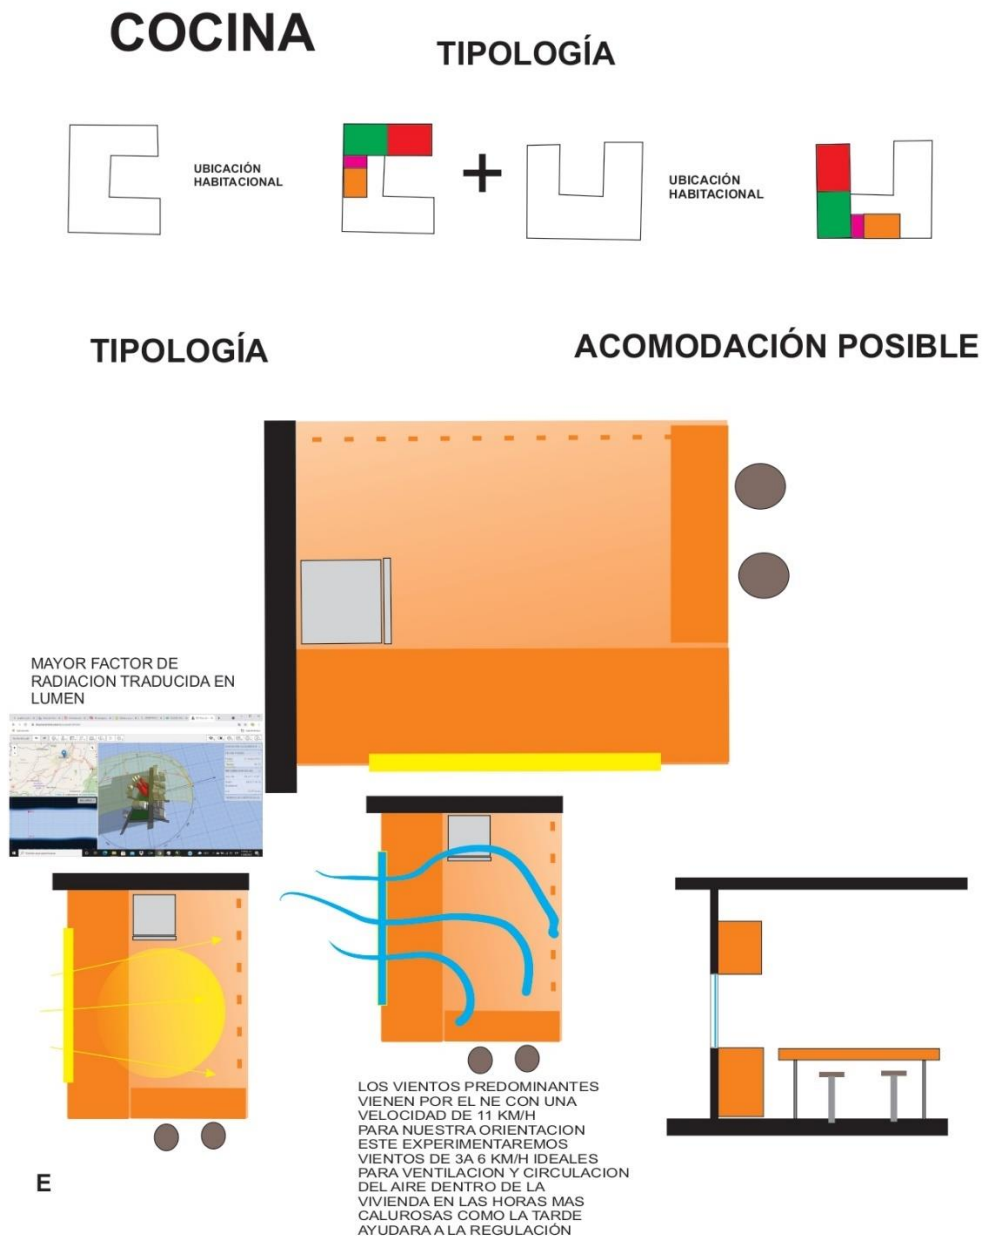 COCINA
TIPOLOGÍA
UBICACIÓN
HABITACIONAL
+
UBICACIÓN
HABITACIONAL
TIPOLOGÍA
ACOMODACIÓN POSIBLE
MAYOR FACTOR DE
RADIACION TRADUCIDA EN
LUMEN
E
LOS VIENTOS PREDOMINANTES
VIENEN POR EL NE CON UNA
VELOCIDAD DE 11 KM/H
PARA NUESTRA ORIENTACION
ESTE EXPERIMENTAREMOS
VIENTOS DE 3A 6 KM/H IDEALES
PARA VENTILACION Y CIRCULACION
DEL AIRE DENTRO DE LA
VIVIENDA EN LAS HORAS MAS
CALUROSAS COMO LA TARDE
AYUDARA A LA REGULACIÓN